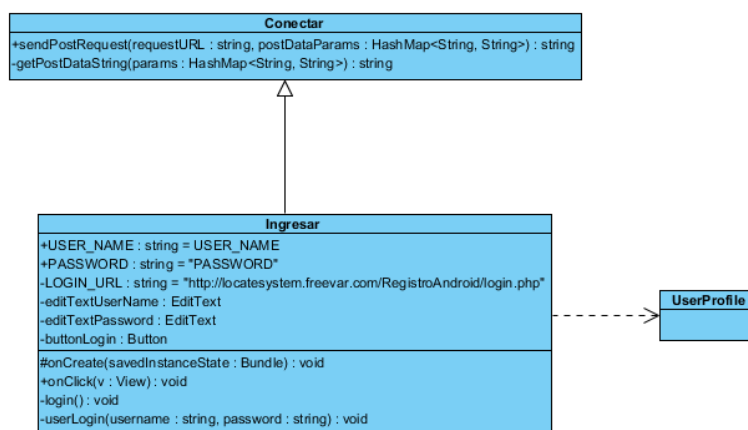 Conectar
+sendPostRequest(requestURL : string, postDataParams : HashMap<String, String>) : string
-getPostDataString(params : HashMap<String, String>) : string
Ingresar
+USER_NAME : string = USER_NAME
+PASSWORD : string = "PASSWORD"
-LOGIN_URL : string = "http://locatesystem.freevar.com/RegistroAndroid/login.php"
-editTextUserName : EditText
-editTextPassword : EditText
-buttonLogin : Button
#onCreate(savedInstanceState : Bundle) : void
+onClick(v : View) : void
-login() : void
-userLogin(username : string, password : string) : void
UserProfile